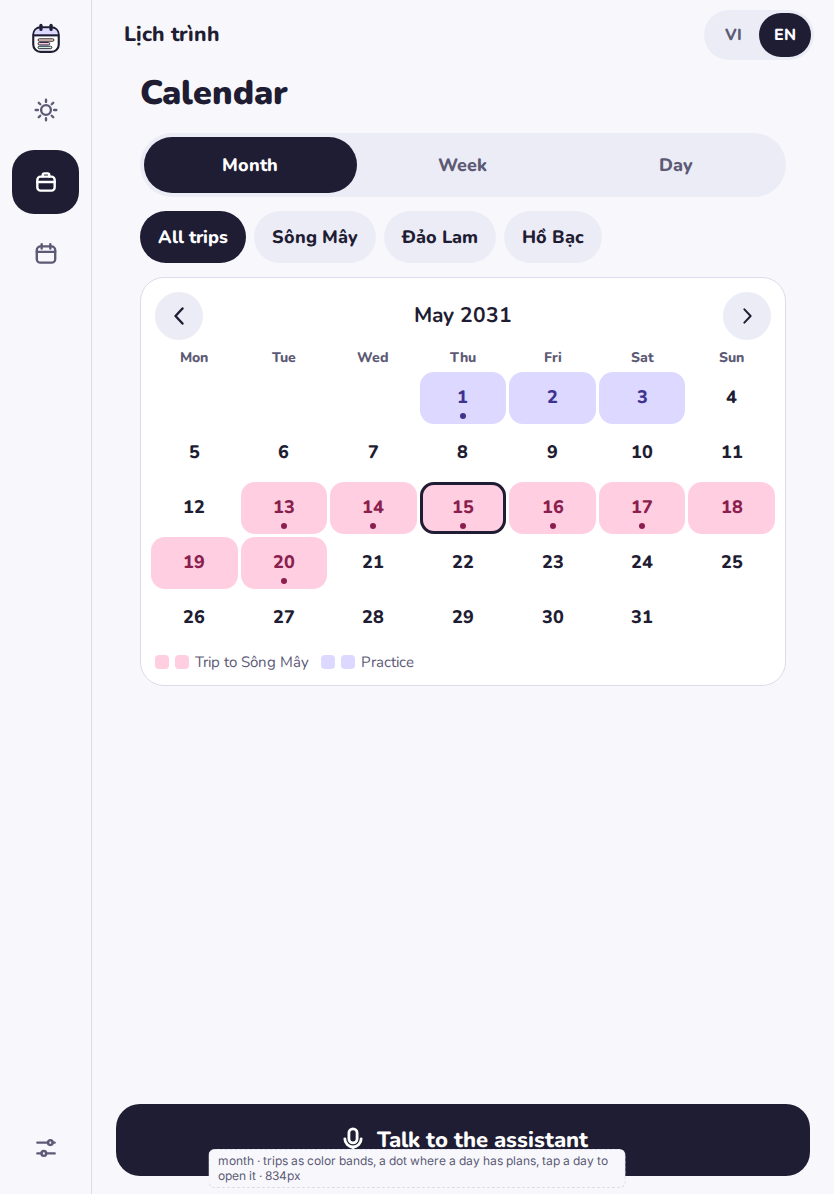 Lịch trình
VI EN
Calendar
Month Week Day
All trips Sông Mây Đảo Lam Hồ Bạc
May 2031
Mon Tue Wed Thu Fri Sat Sun
1 2 3 4
5 6 7 8 9 10 11
12 13 14 15 16 17 18
19 20 21 22 23 24 25
26 27 28 29 30 31
Trip to Sông Mây Practice
Talk to the assistant
month · trips as color bands, a dot where a day has plans, tap a day to
open it · 834px